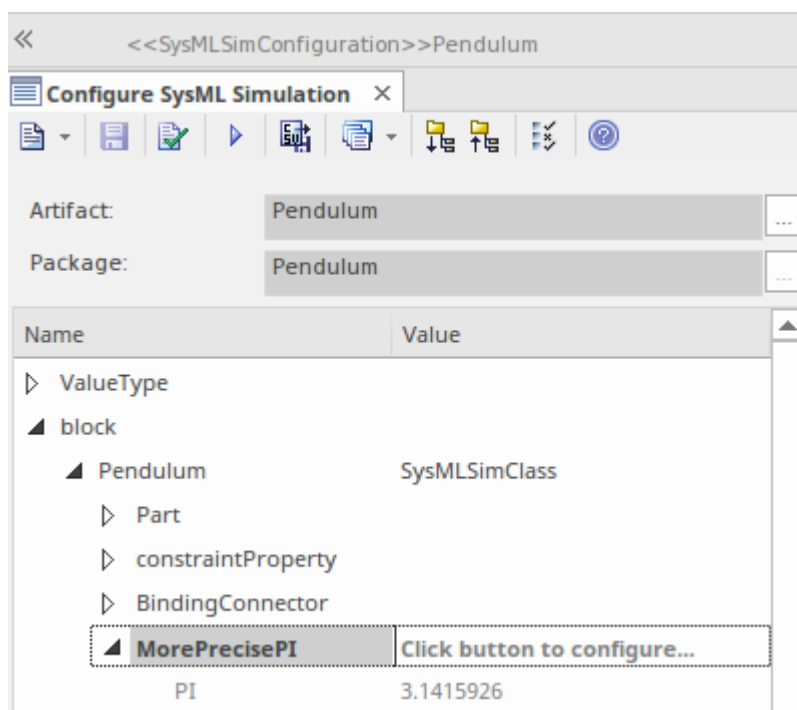 <<SysMLSimConfiguration>>Pendulum
Configure SysML Simulation
Artifact: Pendulum ...
Package: Pendulum ...
Name Value
ValueType
block
Pendulum SysMLSimClass
Part
constraintProperty
BindingConnector
MorePrecisePI Click button to configure...
PI 3.1415926